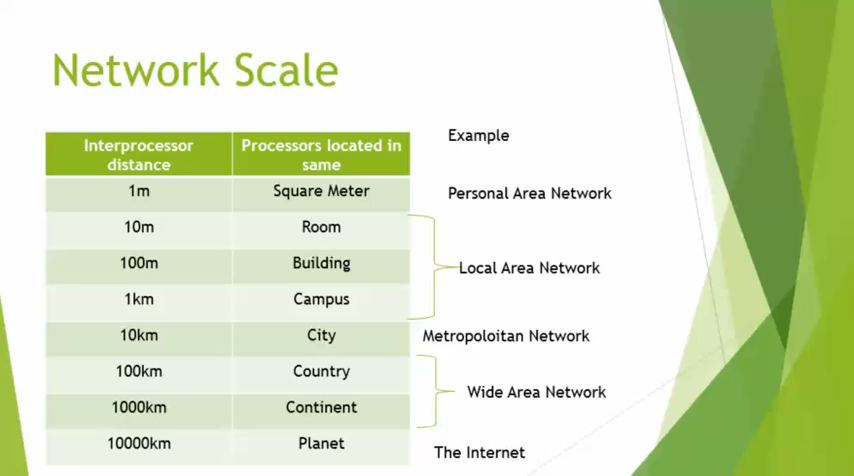 Network Scale
Example
Interprocessor distance Processors located in same
1m Square Meter Personal Area Network
10m Room
100m Building Local Area Network
1km Campus
10km City Metropoloitan Network
100km Country
Wide Area Network
1000km Continent
10000km Planet The Internet